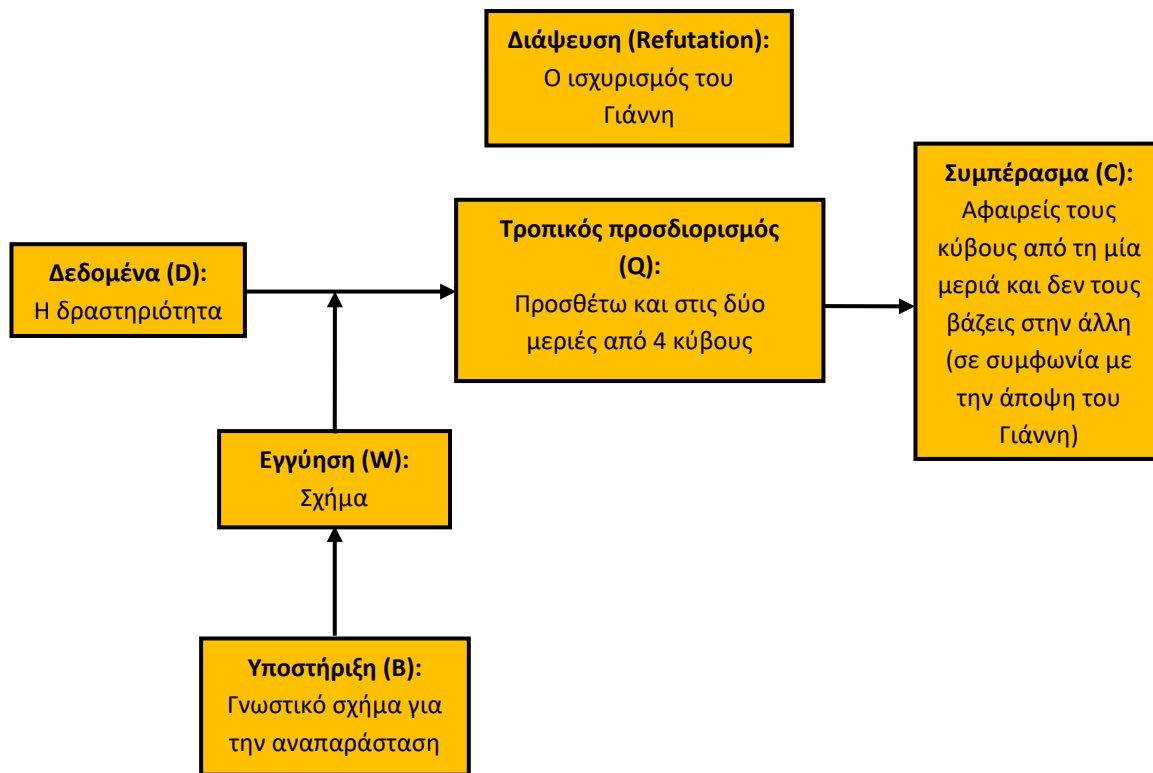 Διάψευση (Refutation):
Ο ισχυρισμός του
Γιάννη
Συμπέρασμα (C):
Αφαιρείς τους
κύβους από τη μία
μεριά και δεν τους
βάζεις στην άλλη
(σε συμφωνία με
την άποψη του
Γιάννη)
Τροπικός προσδιορισμός
(Q):
Προσθέτω και στις δύο
μεριές από 4 κύβους
Δεδομένα (D):
Η δραστηριότητα
Εγγύηση (W):
Σχήμα
Υποστήριξη (Β):
Γνωστικό σχήμα για
την αναπαράσταση